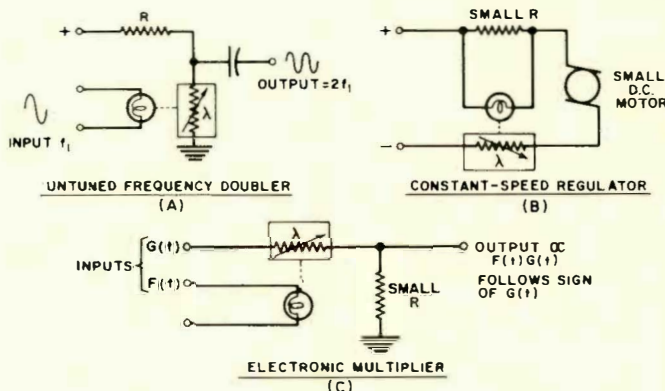 R
+
OUTPUT = 2f₁
λ
INPUT f₁
UNTUNED FREQUENCY DOUBLER
(A)
SMALL R
+
SMALL
D.C.
MOTOR
−
λ
CONSTANT-SPEED REGULATOR
(B)
INPUTS
G(t)
F(t)
λ
SMALL
R
OUTPUT ∝
F(t)G(t)
FOLLOWS SIGN
OF G(t)
ELECTRONIC MULTIPLIER
(C)